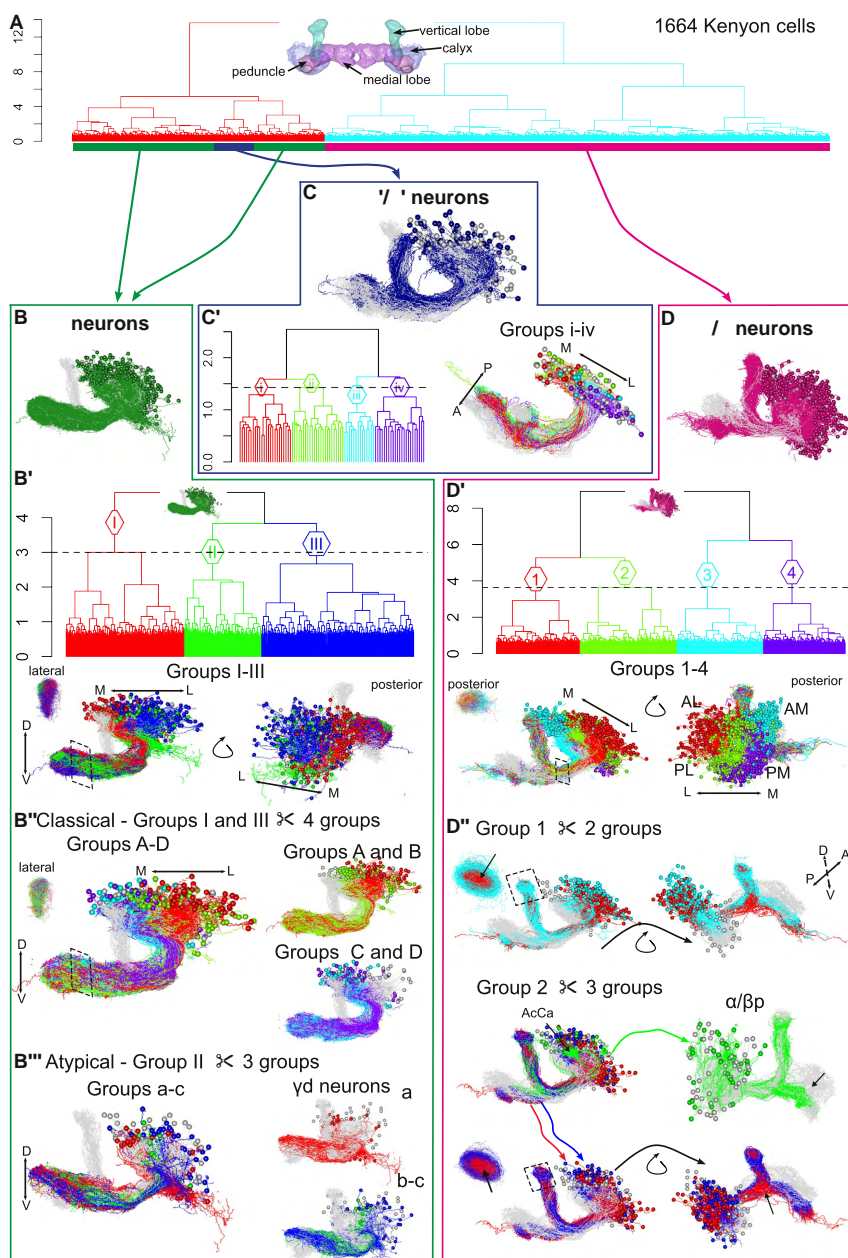 A
1664 Kenyon cells
vertical lobe
calyx
peduncle
medial lobe
12
8
4
0
C
'/ ' neurons
B
neurons
C'
Groups i-iv
M
L
P
A
2.0
1.0
0.0
i
ii
iii
iv
D
/ neurons
B'
4
3
2
1
0
I
II
III
Groups I-III
lateral
M L
posterior
D
V
L M
D'
8
6
4
2
0
1
2
3
4
Groups 1-4
posterior
M
L
posterior
AL
AM
PL
PM
L M
B'' Classical - Groups I and III ✂ 4 groups
Groups A-D
lateral
M L
D
V
Groups A and B
Groups C and D
D'' Group 1 ✂ 2 groups
D
A
P
V
Group 2 ✂ 3 groups
AcCa
α/βp
B''' Atypical - Group II ✂ 3 groups
Groups a-c
D
V
γd neurons
a
b-c